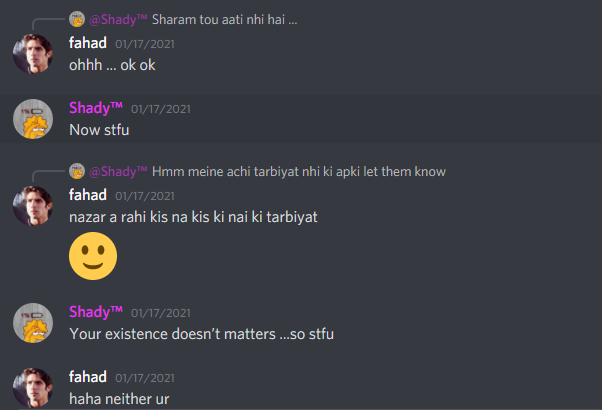 @Shady™ Sharam tou aati nhi hai ...
fahad 01/17/2021
ohhh ... ok ok
Shady™ 01/17/2021
Now stfu
@Shady™ Hmm meine achi tarbiyat nhi ki apki let them know
fahad 01/17/2021
nazar a rahi kis na kis ki nai ki tarbiyat
Shady™ 01/17/2021
Your existence doesn't matters ...so stfu
fahad 01/17/2021
haha neither ur